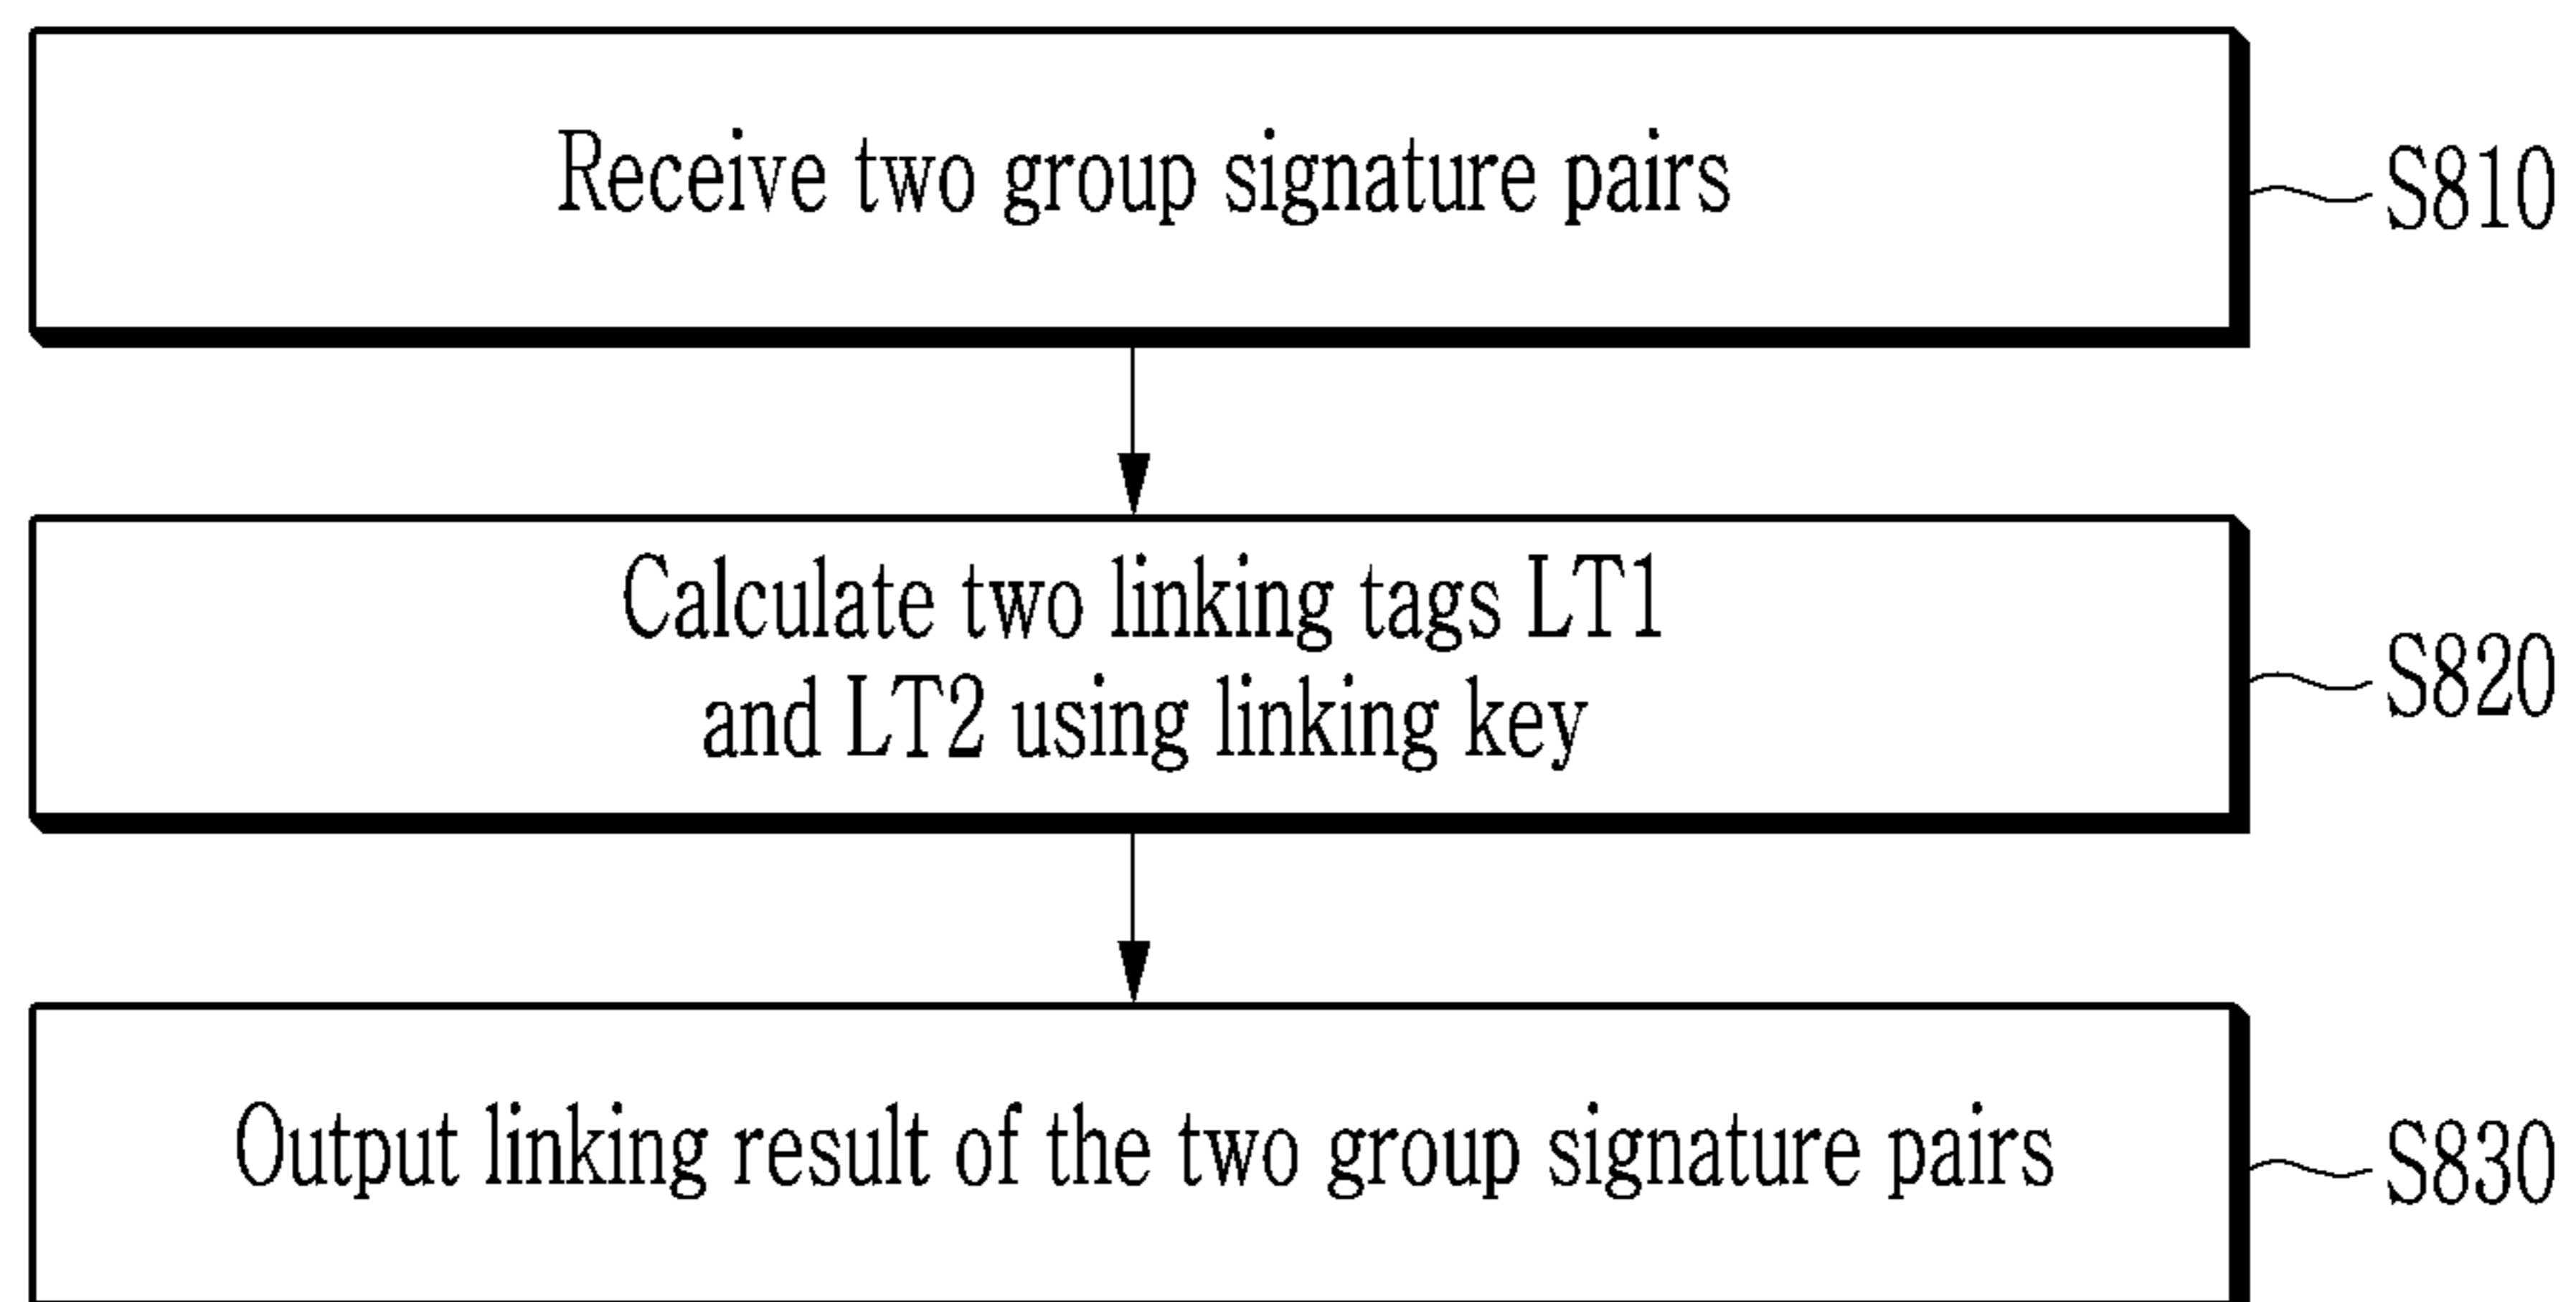 Receive two group signature pairs
S810
Calculate two linking tags LT1
and LT2 using linking key
S820
Output linking result of the two group signature pairs
S830